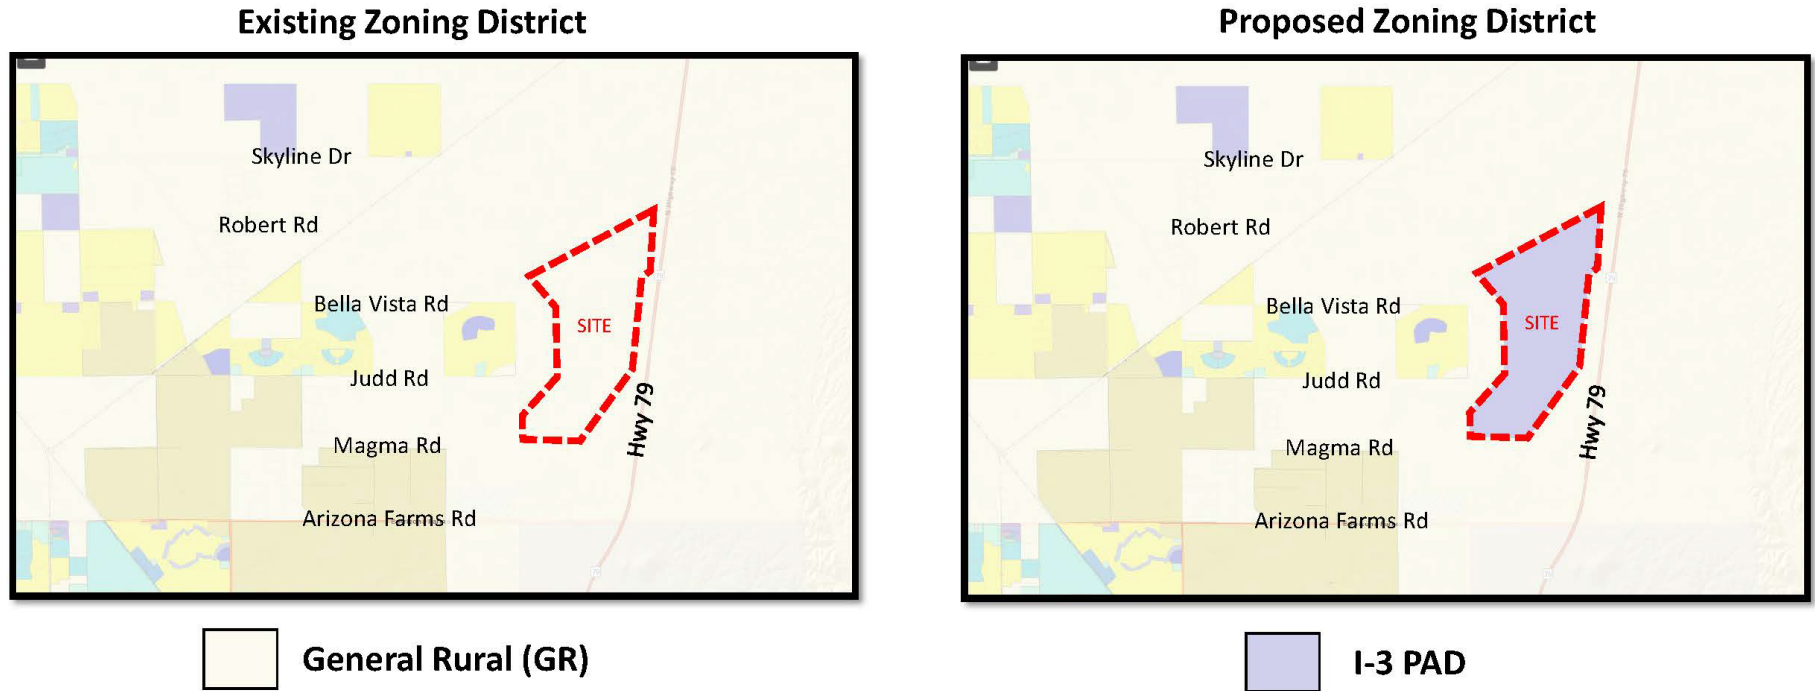 Existing Zoning District
Skyline Dr
Robert Rd
Bella Vista Rd
SITE
Judd Rd
Hwy 79
Magma Rd
Arizona Farms Rd
General Rural (GR)
Proposed Zoning District
Skyline Dr
Robert Rd
Bella Vista Rd
SITE
Judd Rd
Hwy 79
Magma Rd
Arizona Farms Rd
I-3 PAD